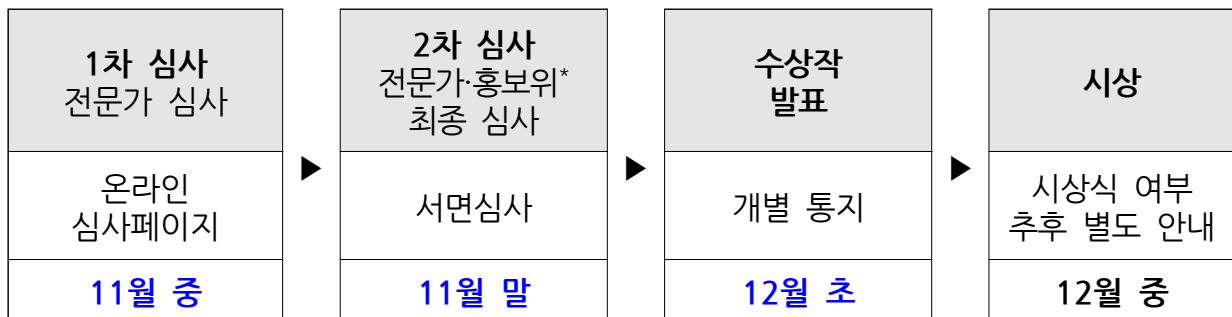 1차 심사
전문가 심사
온라인
심사페이지
11월 중
▶
2차 심사
전문가·홍보위*
최종 심사
서면심사
11월 말
▶
수상작
발표
개별 통지
12월 초
▶
시상
시상식 여부
추후 별도 안내
12월 중